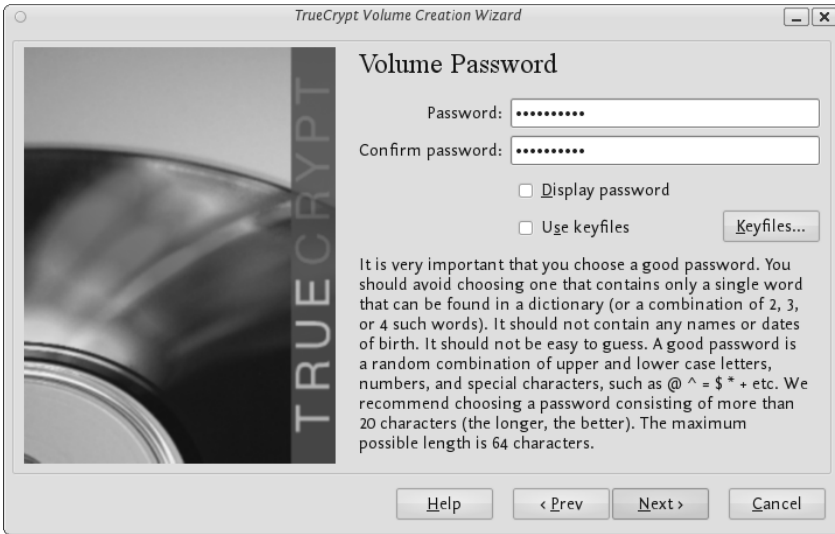 TrueCrypt Volume Creation Wizard
TRUECRYPT
Volume Password
Password: ••••••••••
Confirm password: ••••••••••
Display password
Use keyfiles
Keyfiles...
It is very important that you choose a good password. You
should avoid choosing one that contains only a single word
that can be found in a dictionary (or a combination of 2, 3,
or 4 such words). It should not contain any names or dates
of birth. It should not be easy to guess. A good password is
a random combination of upper and lower case letters,
numbers, and special characters, such as @ ^ = $ * + etc. We
recommend choosing a password consisting of more than
20 characters (the longer, the better). The maximum
possible length is 64 characters.
Help
< Prev
Next >
Cancel